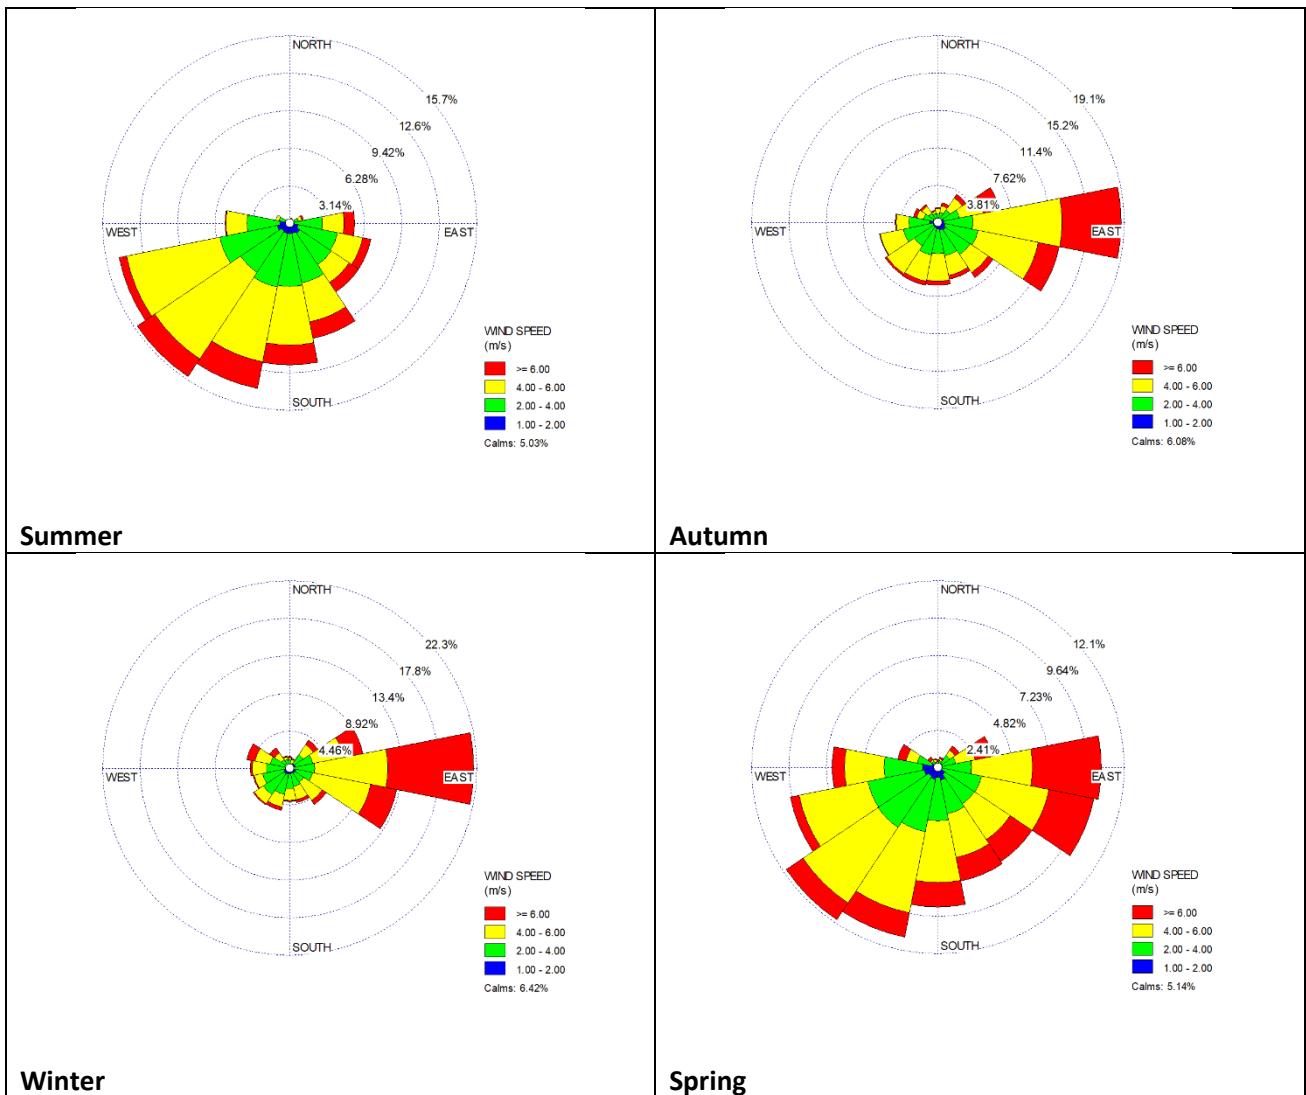 NORTH
15.7%
12.6%
9.42%
6.28%
3.14%
WEST
EAST
SOUTH
WIND SPEED
(m/s)
>= 6.00
4.00 - 6.00
2.00 - 4.00
1.00 - 2.00
Calms: 5.03%
Summer
NORTH
19.1%
15.2%
11.4%
7.62%
3.81%
WEST
EAST
SOUTH
WIND SPEED
(m/s)
>= 6.00
4.00 - 6.00
2.00 - 4.00
1.00 - 2.00
Calms: 6.08%
Autumn
NORTH
22.3%
17.8%
13.4%
8.92%
4.46%
WEST
EAST
SOUTH
WIND SPEED
(m/s)
>= 6.00
4.00 - 6.00
2.00 - 4.00
1.00 - 2.00
Calms: 6.42%
Winter
NORTH
12.1%
9.64%
7.23%
4.82%
2.41%
WEST
EAST
SOUTH
WIND SPEED
(m/s)
>= 6.00
4.00 - 6.00
2.00 - 4.00
1.00 - 2.00
Calms: 5.14%
Spring